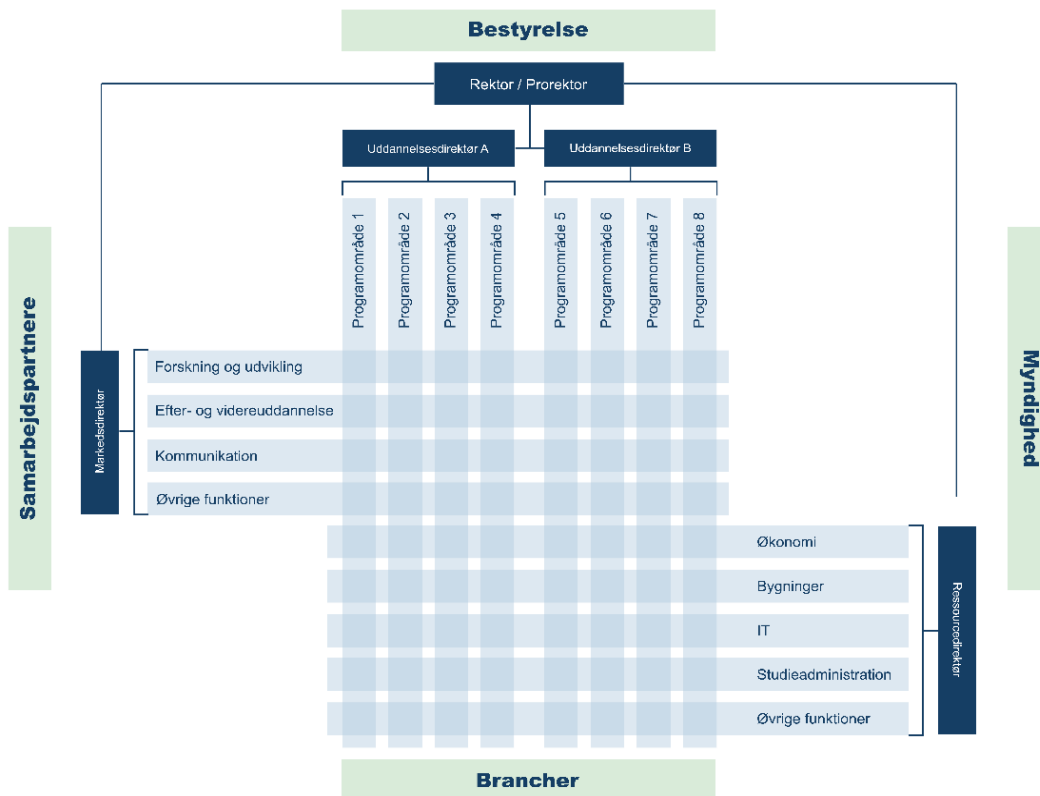 Bestyrelse
Rektor / Prorektor
Uddannelsesdirektør A
Uddannelsesdirektør B
Programområde 1
Programområde 2
Programområde 3
Programområde 4
Programområde 5
Programområde 6
Programområde 7
Programområde 8
Samarbejdspartnere
Markedsdirektør
Forskning og udvikling
Efter- og videreuddannelse
Kommunikation
Øvrige funktioner
Myndighed
Økonomi
Bygninger
IT
Studieadministration
Øvrige funktioner
Ressourcedirektør
Brancher